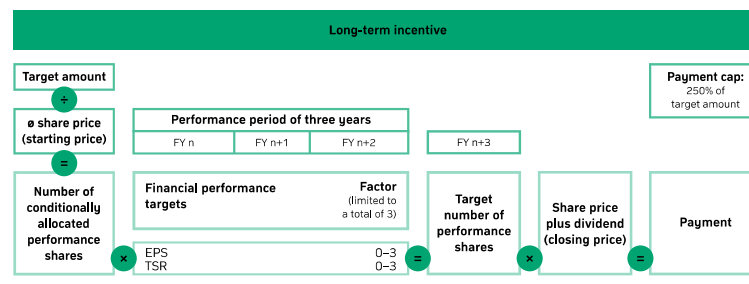 Long-term incentive
Target amount
÷
ø share price
(starting price)
=
Number of
conditionally
allocated
performance
shares
×
Performance period of three years
FY n
FY n+1
FY n+2
Financial performance
targets
Factor
(limited to
a total of 3)
EPS 0–3
TSR 0–3
=
FY n+3
Target
number of
performance
shares
×
Share price
plus dividend
(closing price)
=
Payment cap:
250% of
target amount
Payment